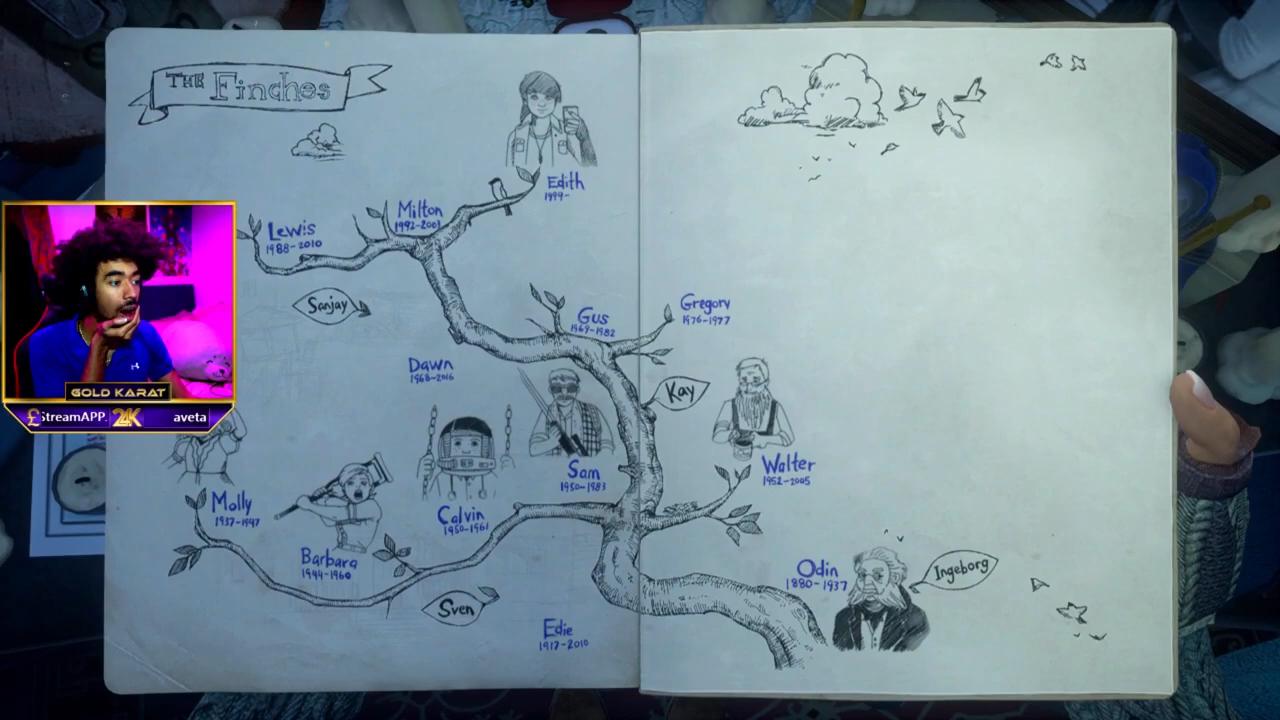 THE Finches
Edith
1999-
Milton
1992-2003
Lewis
1988-2010
Sanjay
Gus
1969-1982
Gregory
1976-1977
Dawn
1968-2016
Kay
Sam
1950-1983
Walter
1952-2005
Calvin
1950-1961
Molly
1937-1947
Barbara
1944-1960
Sven
Edie
1917-2010
Odin
1880-1937
Ingeborg
GOLD KARAT
StreamAPP. 2K aveta